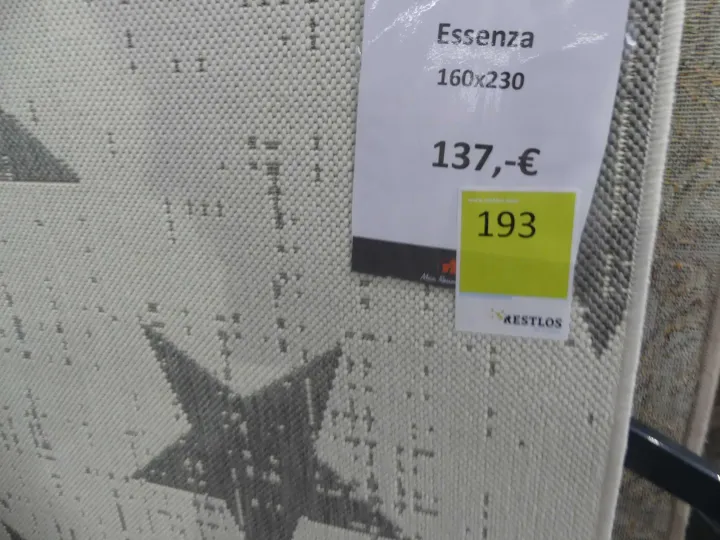 Essenza
160x230
137,-€
193
RESTLOS